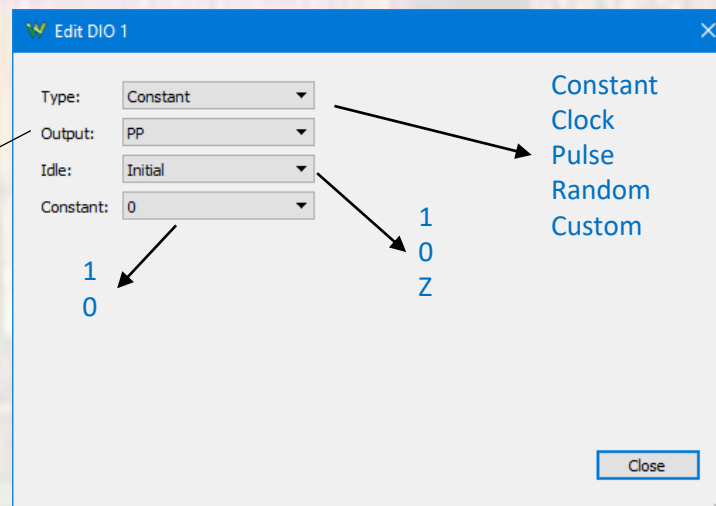 Edit DIO 1
Type: Constant
Output: PP
Idle: Initial
Constant: 0
Constant
Clock
Pulse
Random
Custom
1
0
Z
1
0
Close